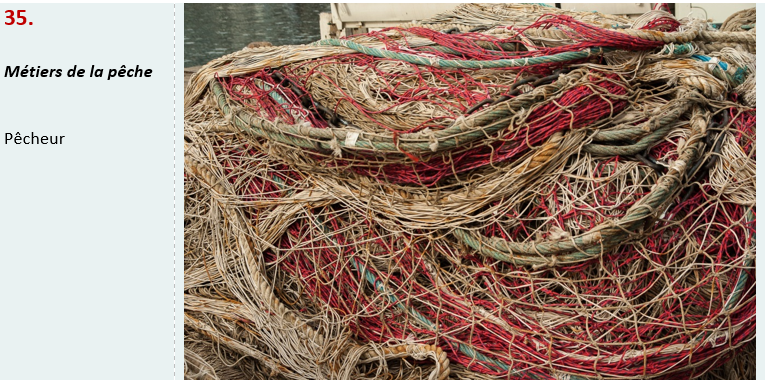 35.
Métiers de la pêche
Pêcheur